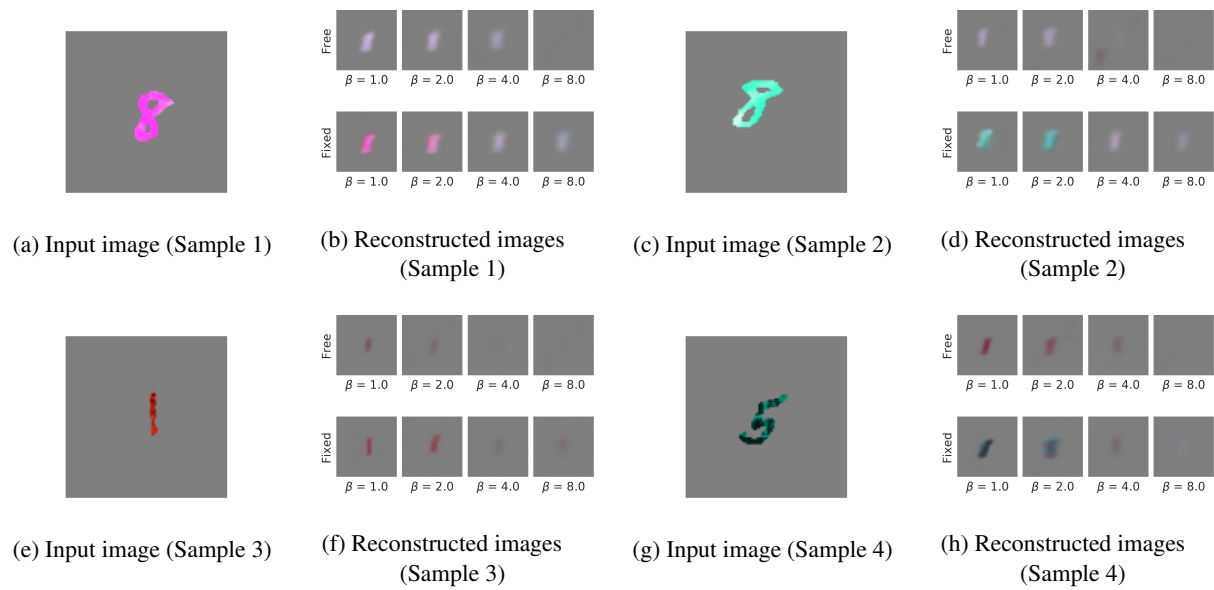 Free
β = 1.0 β = 2.0 β = 4.0 β = 8.0
Fixed
β = 1.0 β = 2.0 β = 4.0 β = 8.0
Free
β = 1.0 β = 2.0 β = 4.0 β = 8.0
Fixed
β = 1.0 β = 2.0 β = 4.0 β = 8.0
(a) Input image (Sample 1)
(b) Reconstructed images
(Sample 1)
(c) Input image (Sample 2)
(d) Reconstructed images
(Sample 2)
Free
β = 1.0 β = 2.0 β = 4.0 β = 8.0
Fixed
β = 1.0 β = 2.0 β = 4.0 β = 8.0
Free
β = 1.0 β = 2.0 β = 4.0 β = 8.0
Fixed
β = 1.0 β = 2.0 β = 4.0 β = 8.0
(e) Input image (Sample 3)
(f) Reconstructed images
(Sample 3)
(g) Input image (Sample 4)
(h) Reconstructed images
(Sample 4)